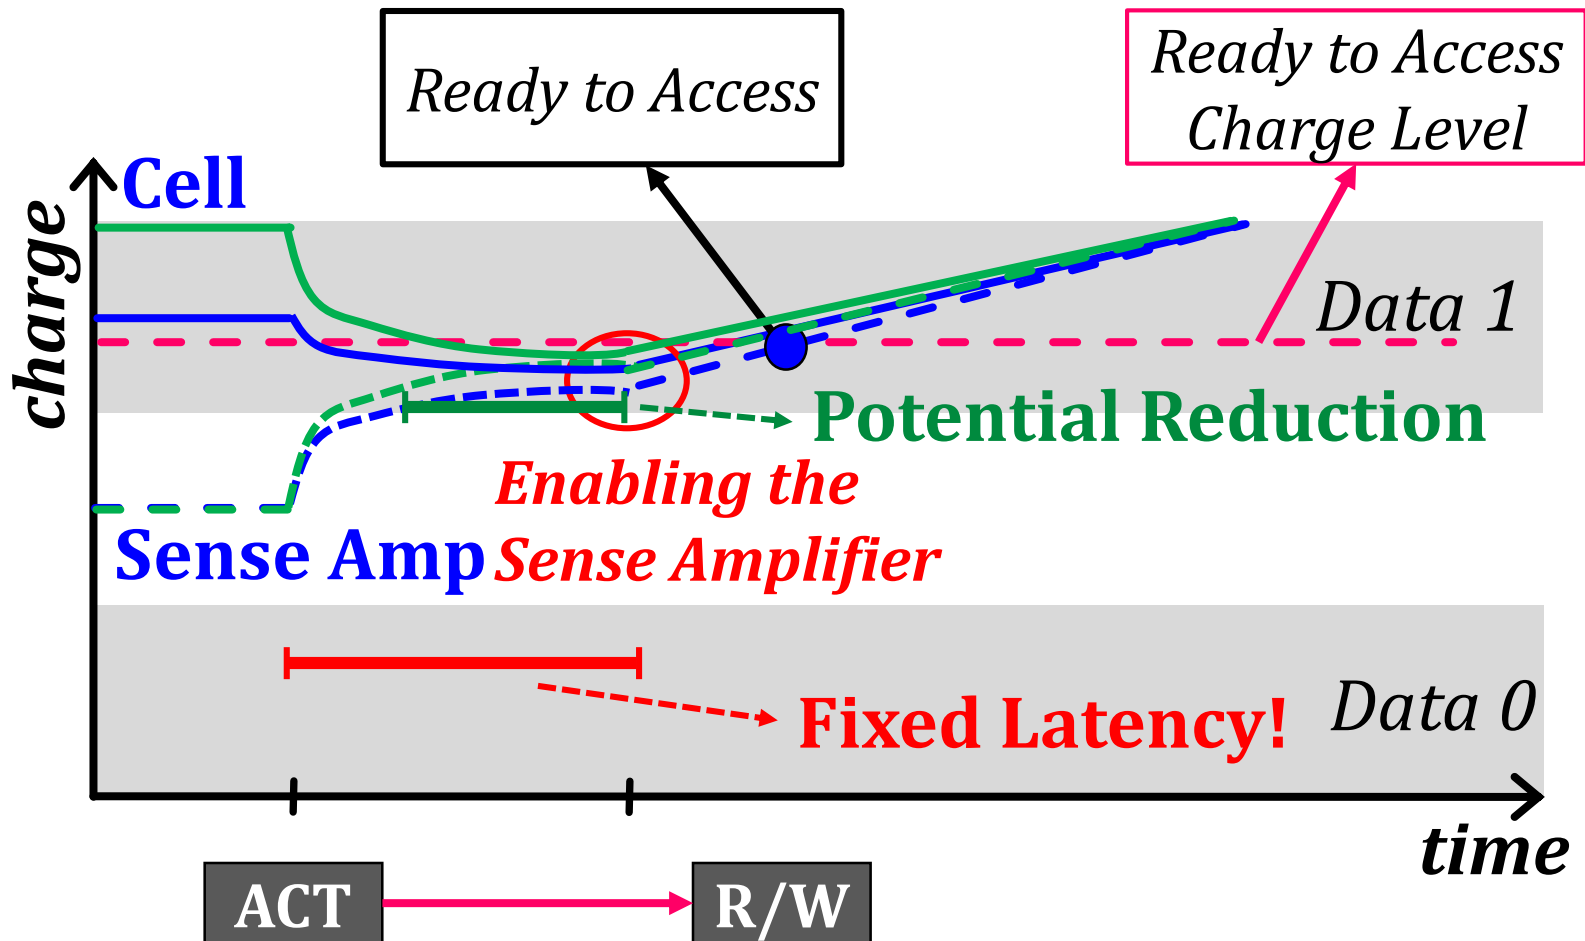 Ready to Access
Ready to Access
Charge Level
Cell
charge
Data 1
Potential Reduction
Enabling the
Sense Amplifier
Sense Amp
Fixed Latency!
Data 0
time
ACT
R/W